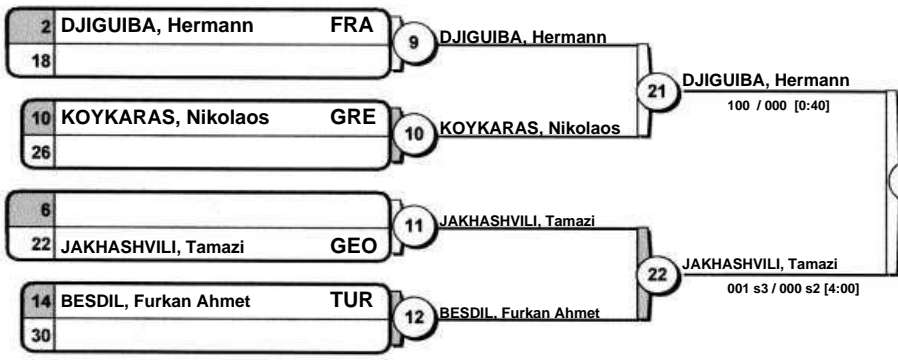 2 DJIGUIBA, Hermann FRA
18
9
DJIGUIBA, Hermann
10 KOYKARAS, Nikolaos GRE
26
10
KOYKARAS, Nikolaos
21
DJIGUIBA, Hermann
100 / 000 [0:40]
6
22 JAKHASHVILI, Tamazi GEO
11
JAKHASHVILI, Tamazi
14 BESDIL, Furkan Ahmet TUR
30
12
BESDIL, Furkan Ahmet
22
JAKHASHVILI, Tamazi
001 s3 / 000 s2 [4:00]